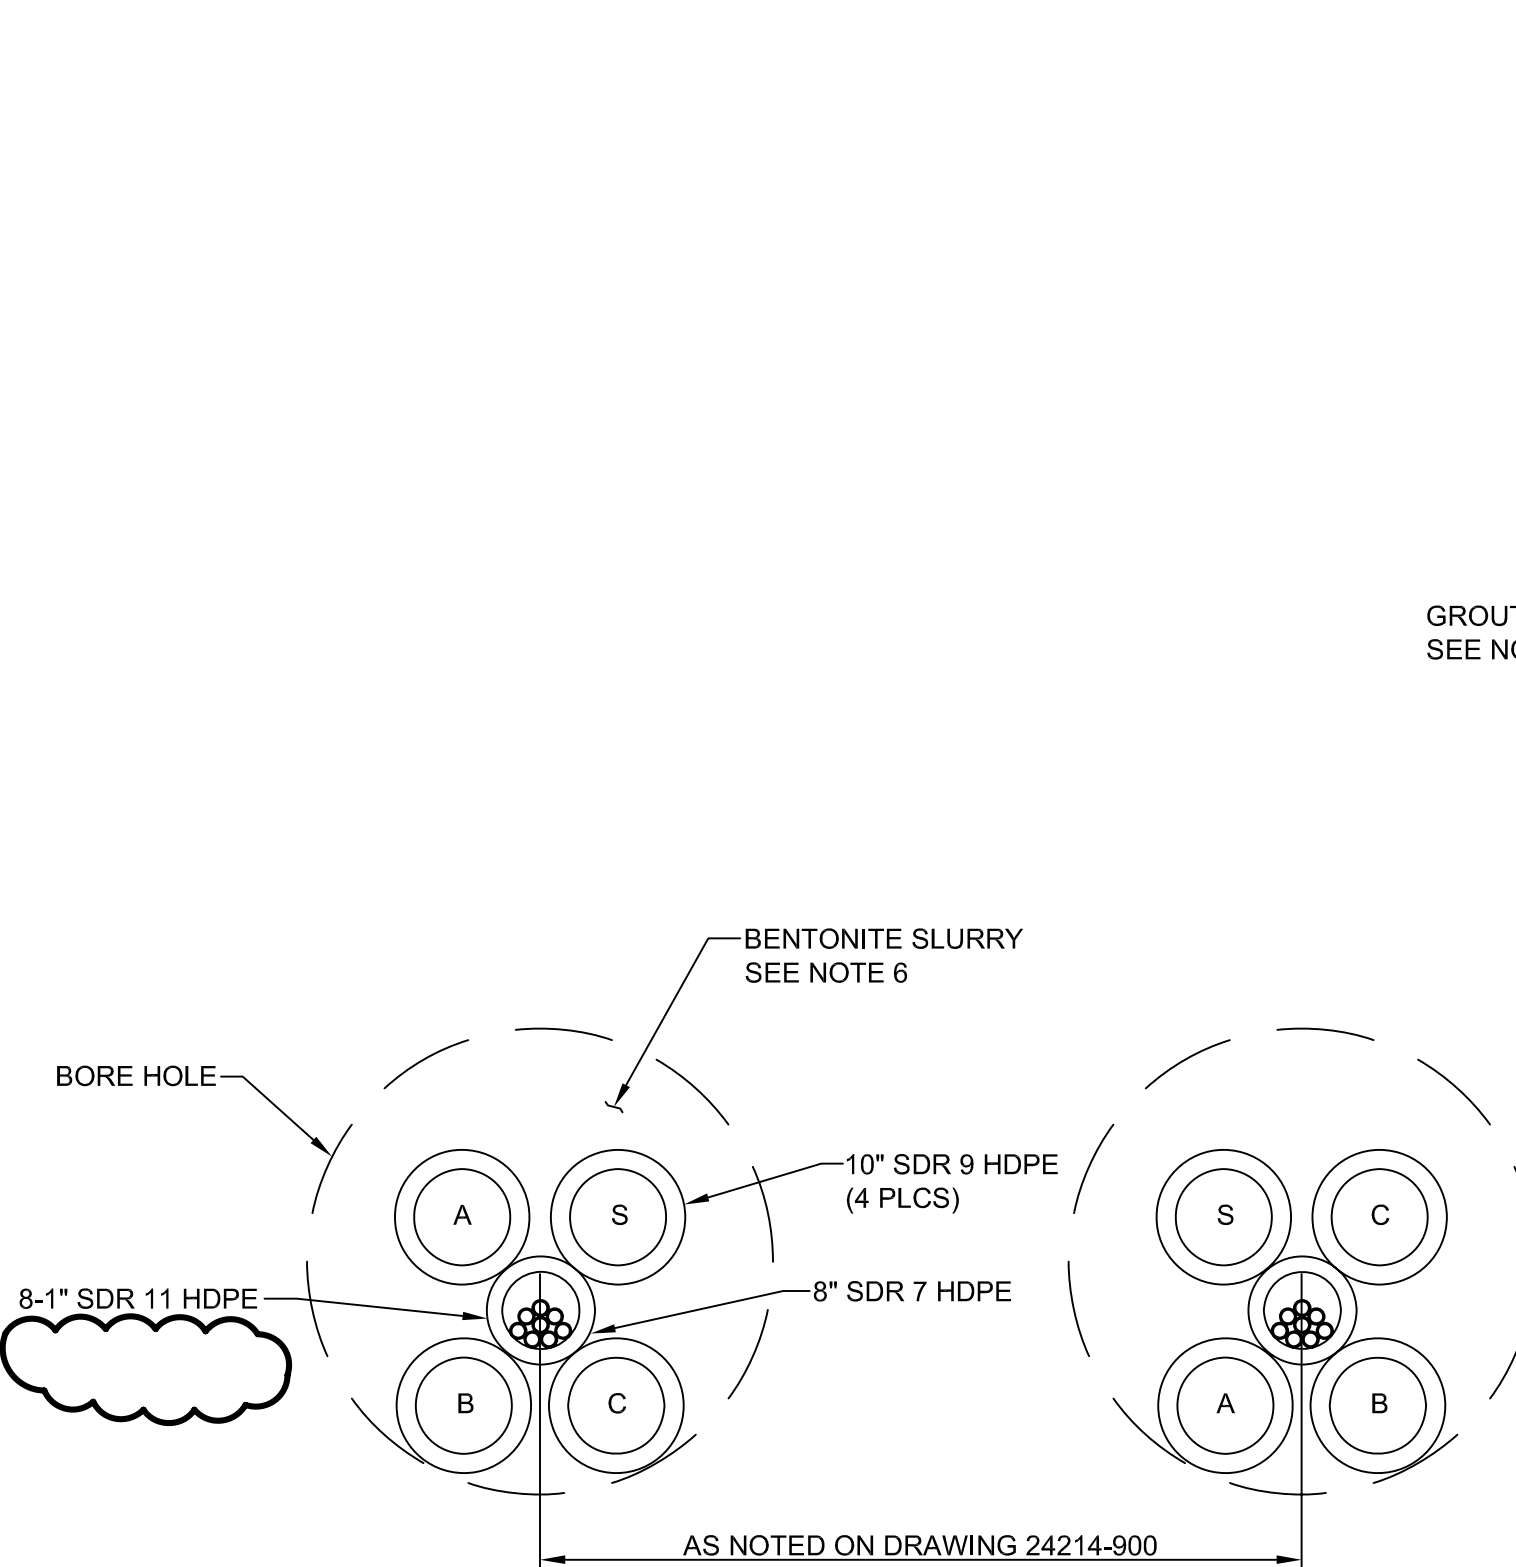 GROUT
SEE NO
BENTONITE SLURRY
SEE NOTE 6
BORE HOLE
10" SDR 9 HDPE
(4 PLCS)
A
S
S
C
8-1" SDR 11 HDPE
8" SDR 7 HDPE
B
C
A
B
AS NOTED ON DRAWING 24214-900